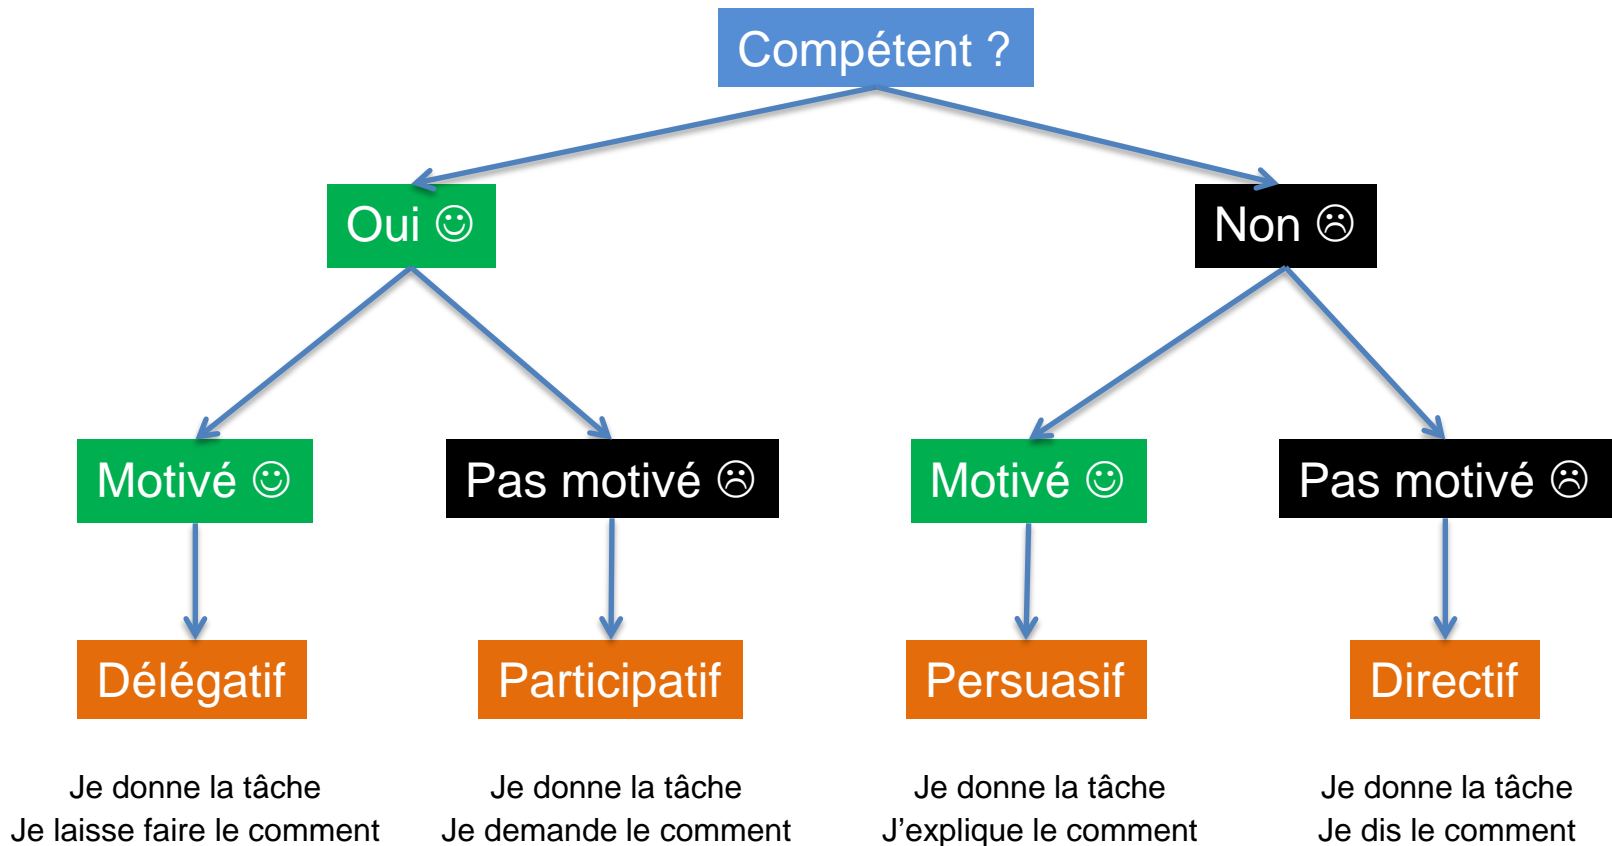 Compétent ?
Oui ☺
Non ☹
Motivé ☺
Pas motivé ☹
Motivé ☺
Pas motivé ☹
Délégatif
Participatif
Persuasif
Directif
Je donne la tâche
Je laisse faire le comment
Je donne la tâche
Je demande le comment
Je donne la tâche
J’explique le comment
Je donne la tâche
Je dis le comment